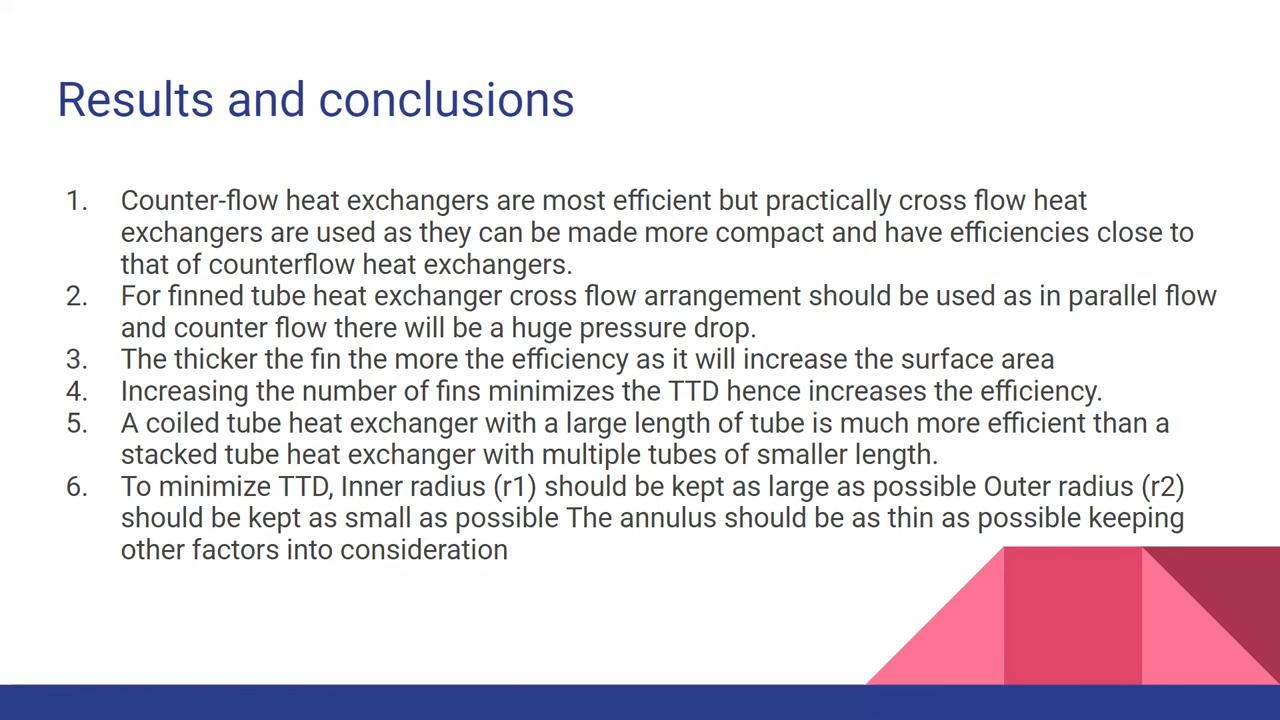 Results and conclusions
1. Counter-flow heat exchangers are most efficient but practically cross flow heat
exchangers are used as they can be made more compact and have efficiencies close to
that of counterflow heat exchangers.
2. For finned tube heat exchanger cross flow arrangement should be used as in parallel flow
and counter flow there will be a huge pressure drop.
3. The thicker the fin the more the efficiency as it will increase the surface area
4. Increasing the number of fins minimizes the TTD hence increases the efficiency.
5. A coiled tube heat exchanger with a large length of tube is much more efficient than a
stacked tube heat exchanger with multiple tubes of smaller length.
6. To minimize TTD, Inner radius (r1) should be kept as large as possible Outer radius (r2)
should be kept as small as possible The annulus should be as thin as possible keeping
other factors into consideration